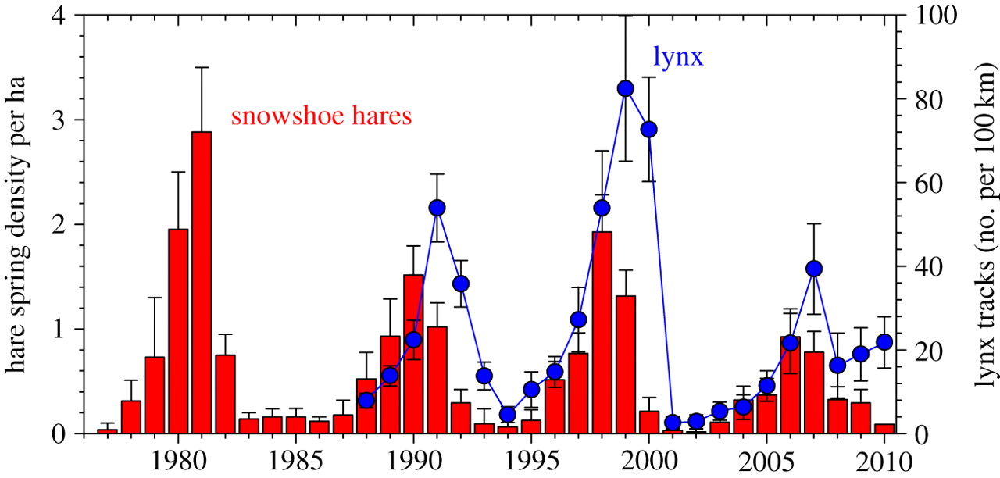 hare spring density per ha
4
3
2
1
0
snowshoe hares
lynx
100
80
60
40
20
0
lynx tracks (no. per 100 km)
1980 1985 1990 1995 2000 2005 2010